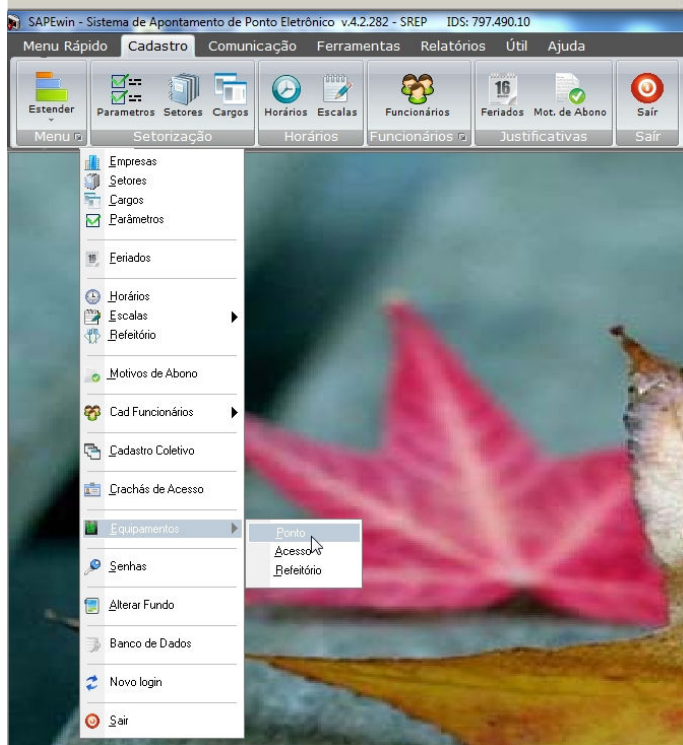 SAPEwin - Sistema de Apontamento de Ponto Eletrônico v.4.2.282 - SREP IDS: 797.490.10
Menu Rápido Cadastro Comunicação Ferramentas Relatórios Útil Ajuda
Estender Parametros Setores Cargos Horários Escalas Funcionários 16 Feriados Mot. de Abono Sair
Menu Setorização Horários Funcionários Justificativas Sair
Empresas
Setores
Cargos
Parâmetros
16 Feriados
Horários
Escalas
Refeitório
Motivos de Abono
Cad Funcionários
Cadastro Coletivo
Crachás de Acesso
Equipamentos
Ponto
Acesso
Refeitório
Senhas
Alterar Fundo
Banco de Dados
Novo login
Sair